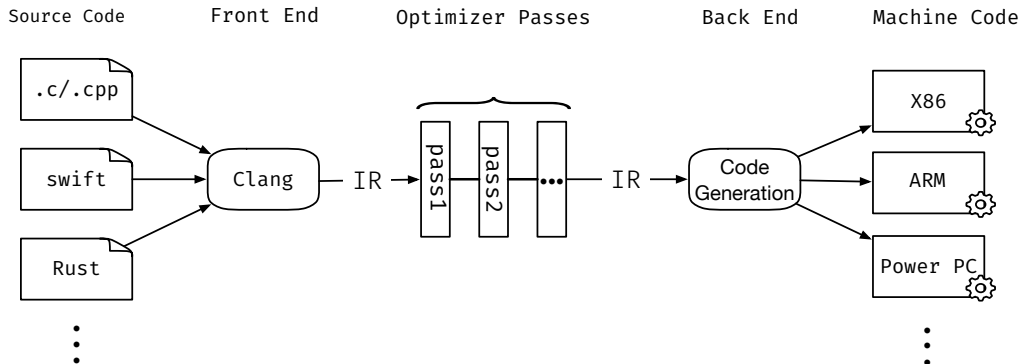 Source Code
Front End
Optimizer Passes
Back End
Machine Code
.c/.cpp
swift
Rust
Clang
IR
pass1
pass2
...
IR
Code
Generation
X86
ARM
Power PC